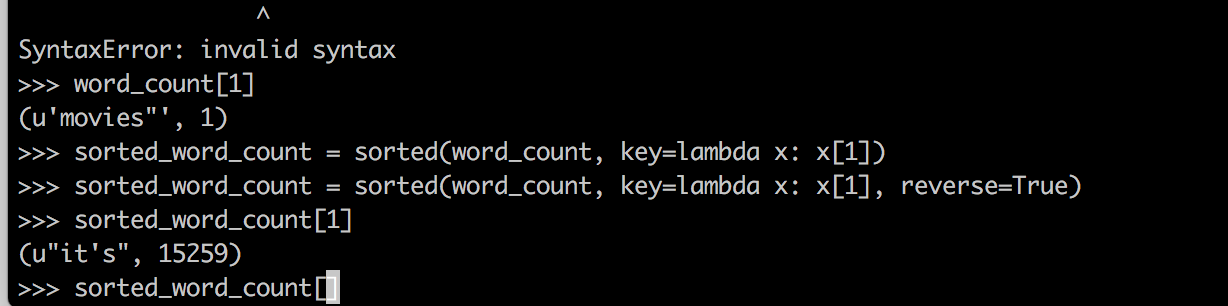 ^
SyntaxError: invalid syntax
>>> word_count[1]
(u'movies"', 1)
>>> sorted_word_count = sorted(word_count, key=lambda x: x[1])
>>> sorted_word_count = sorted(word_count, key=lambda x: x[1], reverse=True)
>>> sorted_word_count[1]
(u"it's", 15259)
>>> sorted_word_count[]